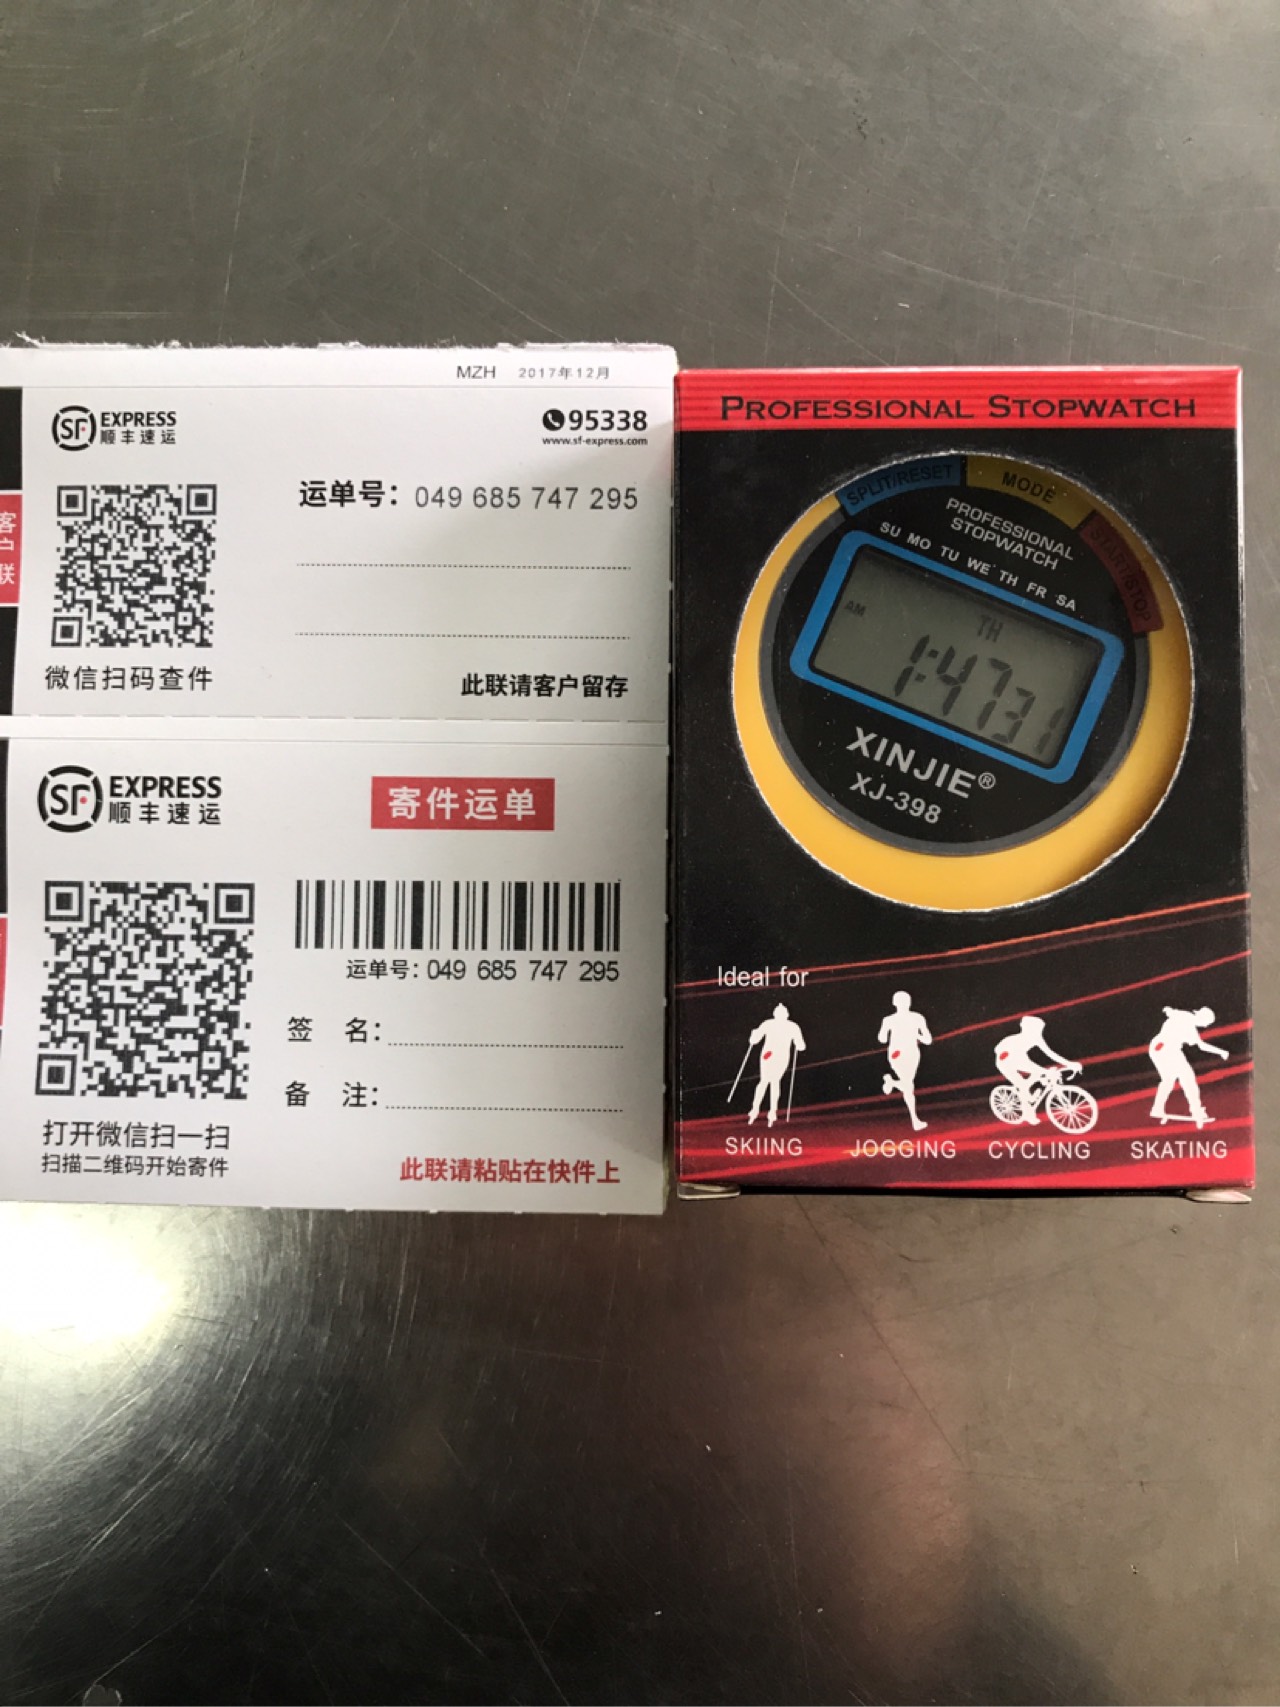 MZH 2017年12月
SF EXPRESS
顺丰速运
95338
www.sf-express.com
客户联
运单号：049 685 747 295
微信扫码查件
此联请客户留存
SF EXPRESS
顺丰速运
寄件运单
运单号：049 685 747 295
签 名：
备 注：
打开微信扫一扫
扫描二维码开始寄件
此联请粘贴在快件上
PROFESSIONAL STOPWATCH
SPLIT/RESET
MODE
START/STOP
PROFESSIONAL
STOPWATCH
SU MO TU WE TH FR SA
AM
TH
1:47 31
XINJIE®
XJ-398
Ideal for
SKIING JOGGING CYCLING SKATING